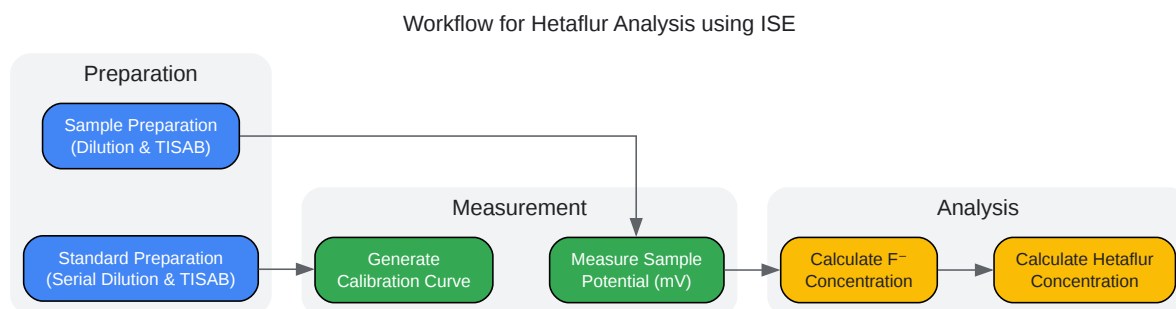 Workflow for Hetaflur Analysis using ISE
Preparation
Sample Preparation
(Dilution & TISAB)
Standard Preparation
(Serial Dilution & TISAB)
Measurement
Generate
Calibration Curve
Measure Sample
Potential (mV)
Analysis
Calculate F⁻
Concentration
Calculate Hetaflur
Concentration